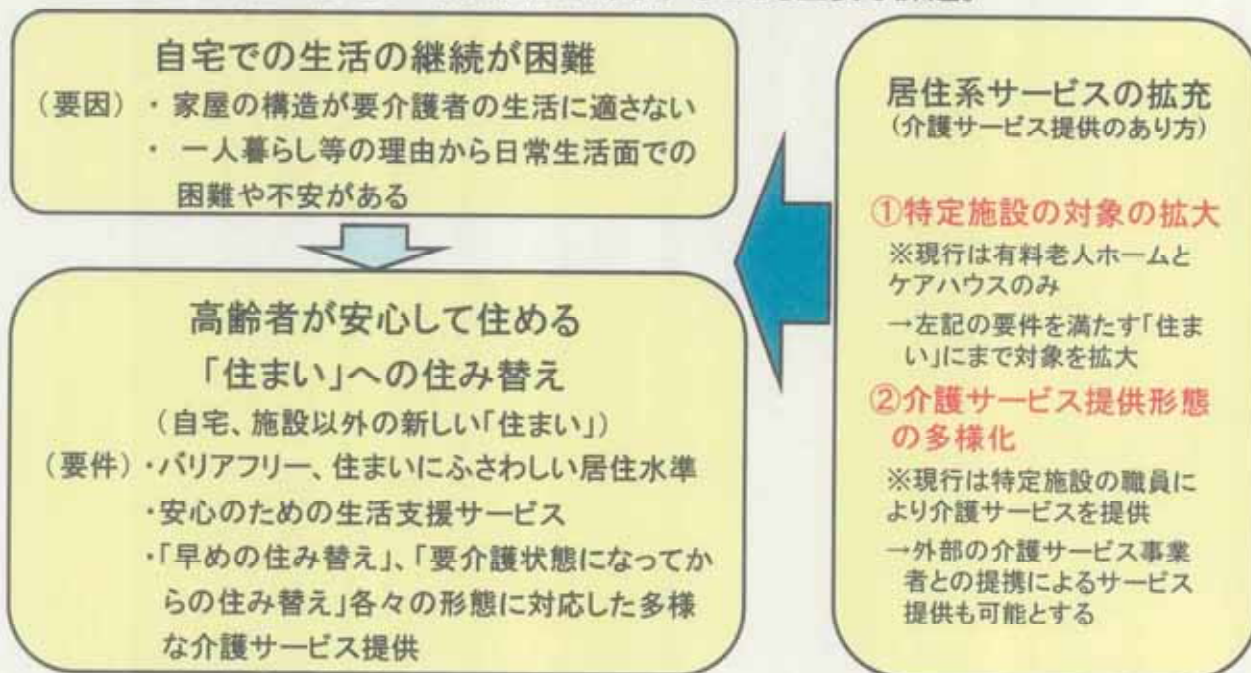 自宅での生活の継続が困難
(要因) ・ 家屋の構造が要介護者の生活に適さない
・ 一人暮らし等の理由から日常生活面での
困難や不安がある
高齢者が安心して住める
「住まい」への住み替え
(自宅、施設以外の新しい「住まい」)
(要件) ・バリアフリー、住まいにふさわしい居住水準
・安心のための生活支援サービス
・「早めの住み替え」、「要介護状態になってか
らの住み替え」各々の形態に対応した多様
な介護サービス提供
居住系サービスの拡充
(介護サービス提供のあり方)
①特定施設の対象の拡大
※現行は有料老人ホームと
ケアハウスのみ
→左記の要件を満たす「住ま
い」にまで対象を拡大
②介護サービス提供形態
の多様化
※現行は特定施設の職員に
より介護サービスを提供
→外部の介護サービス事業
者との提携によるサービス
提供も可能とする